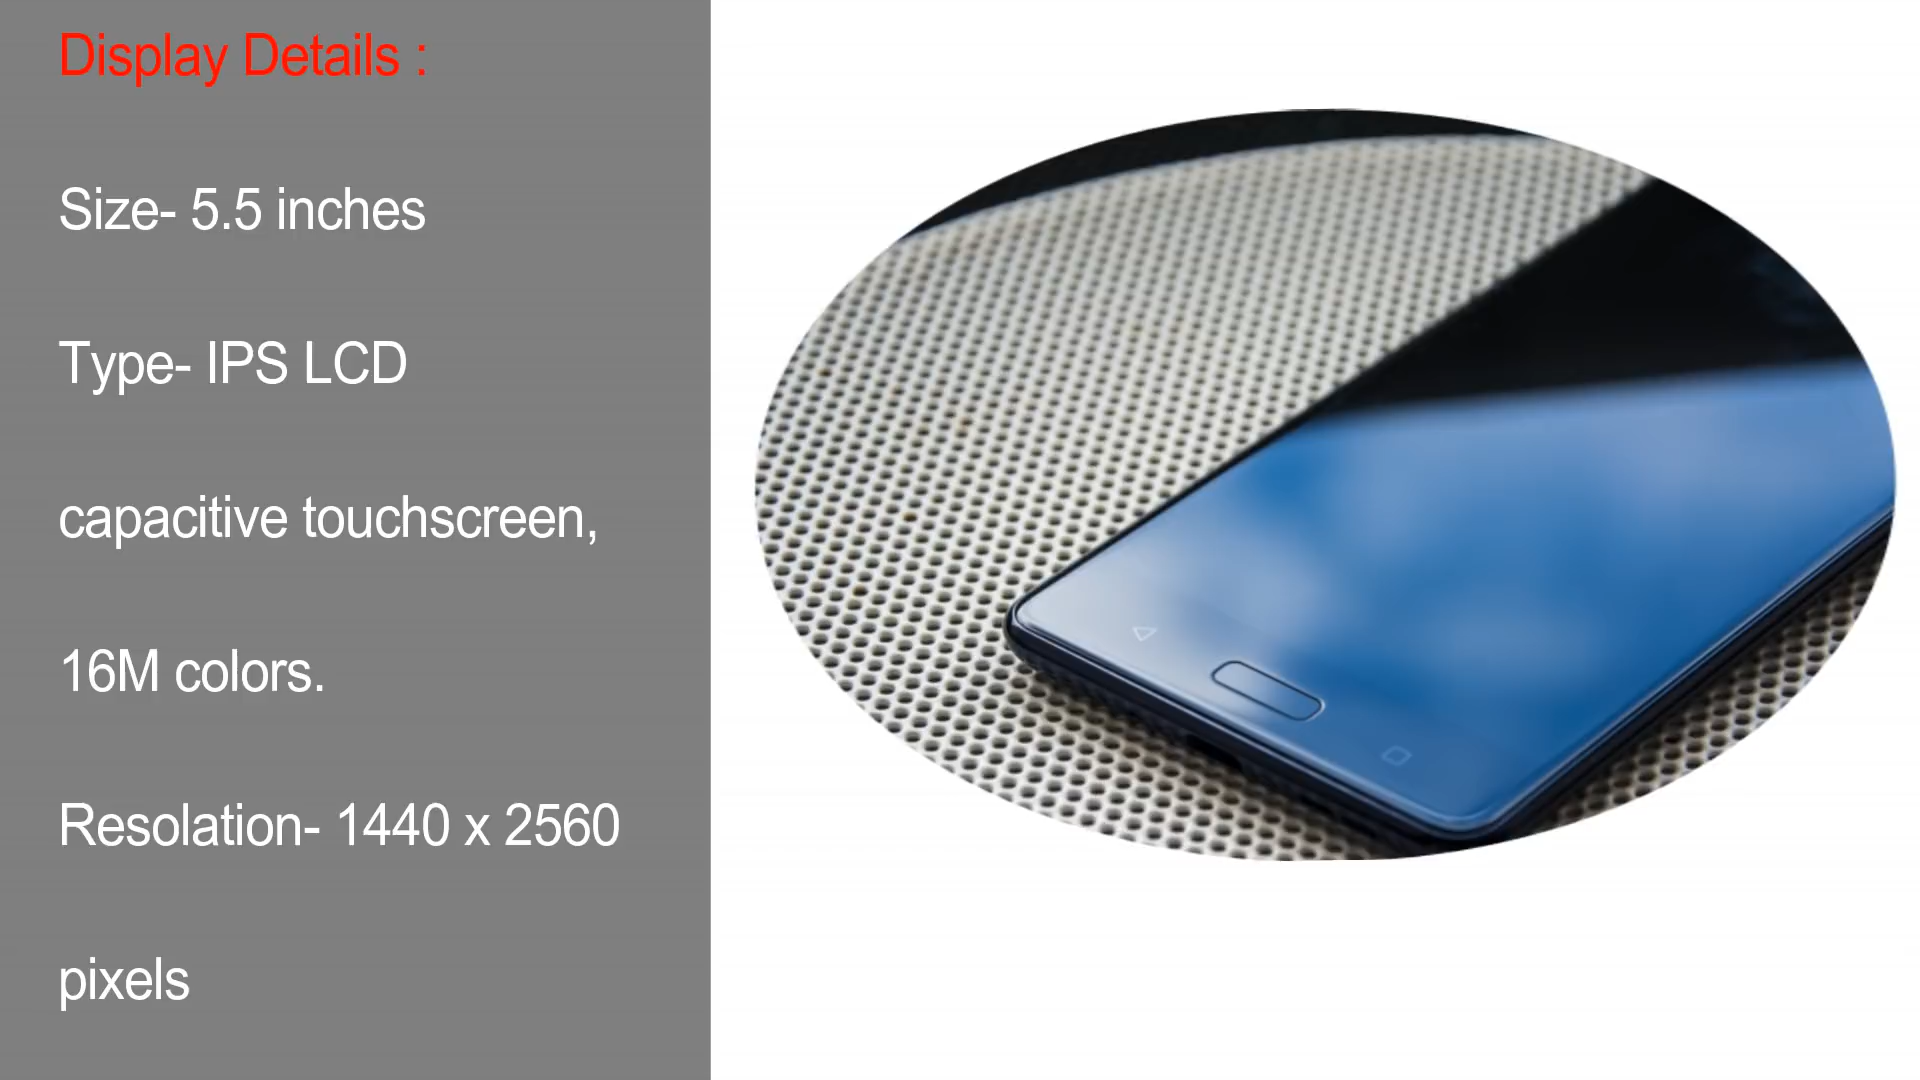 Display Details :
Size- 5.5 inches
Type- IPS LCD
capacitive touchscreen,
16M colors.
Resolation- 1440 x 2560
pixels